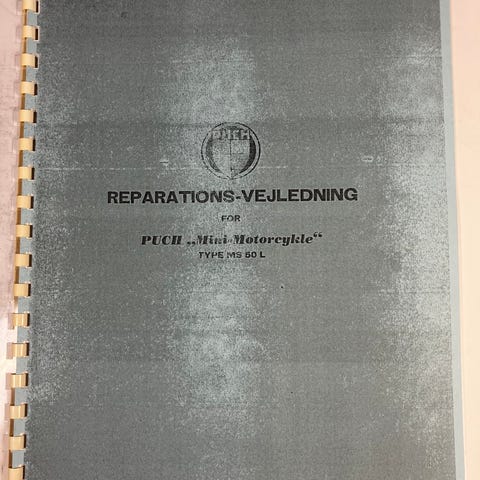 PUCH
REPARATIONS-VEJLEDNING
FOR
PUCH „Mini-Motorcykle“
TYPE MS 50 L